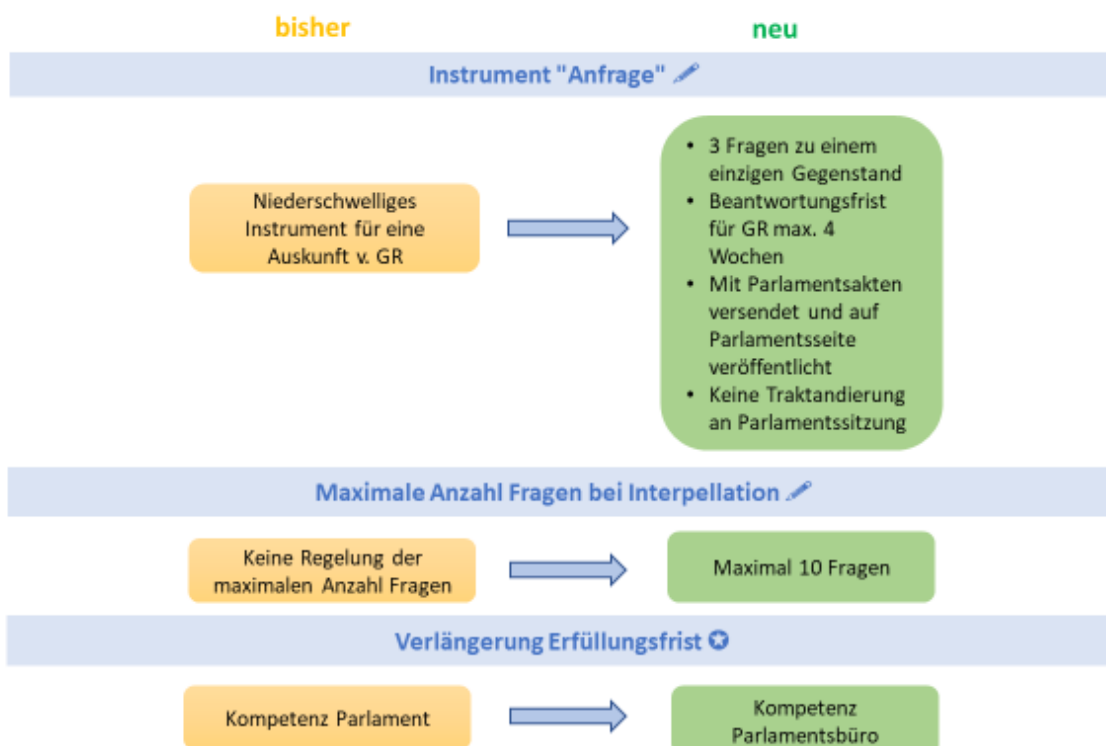 bisher
neu
Instrument "Anfrage"
Niederschwelliges
Instrument für eine
Auskunft v. GR
• 3 Fragen zu einem
einzigen Gegenstand
• Beantwortungsfrist
für GR max. 4
Wochen
• Mit Parlamentsakten
versendet und auf
Parlamentsseite
veröffentlicht
• Keine Traktandierung
an Parlamentssitzung
Maximale Anzahl Fragen bei Interpellation
Keine Regelung der
maximalen Anzahl Fragen
Maximal 10 Fragen
Verlängerung Erfüllungsfrist
Kompetenz Parlament
Kompetenz
Parlamentsbüro